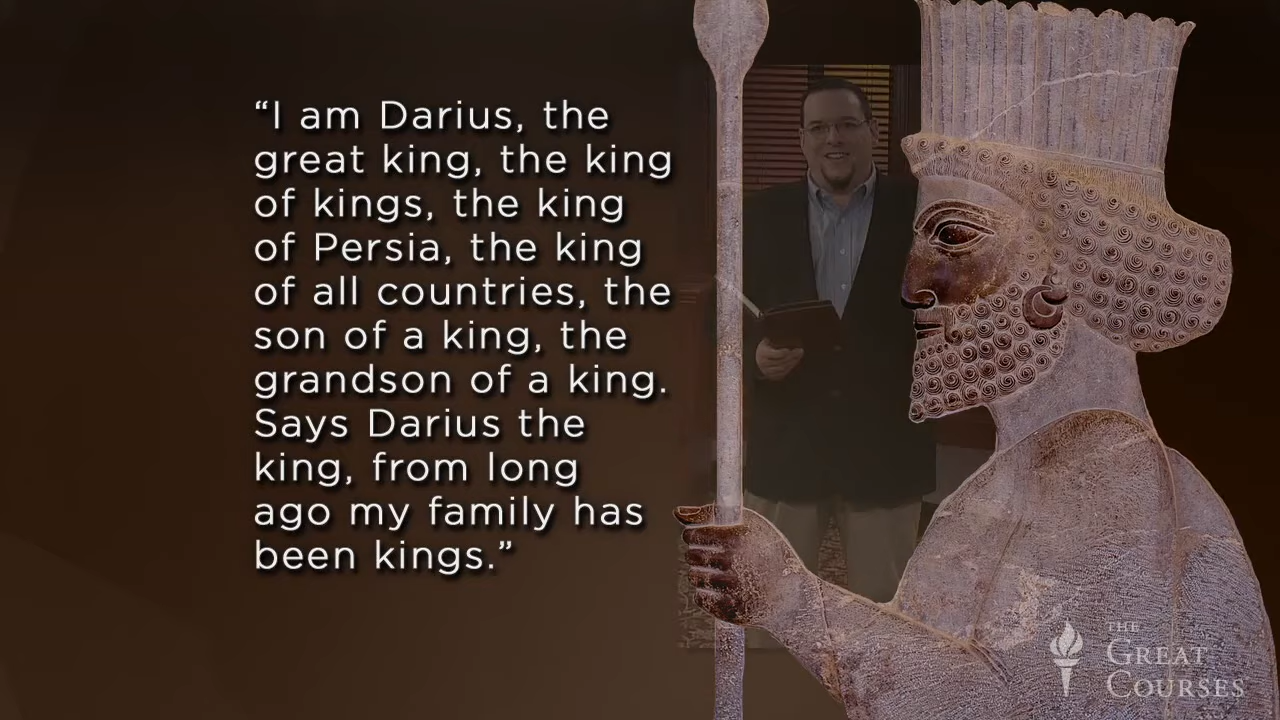 “I am Darius, the
great king, the king
of kings, the king
of Persia, the king
of all countries, the
son of a king, the
grandson of a king.
Says Darius the
king, from long
ago my family has
been kings.”
THE
GREAT
COURSES